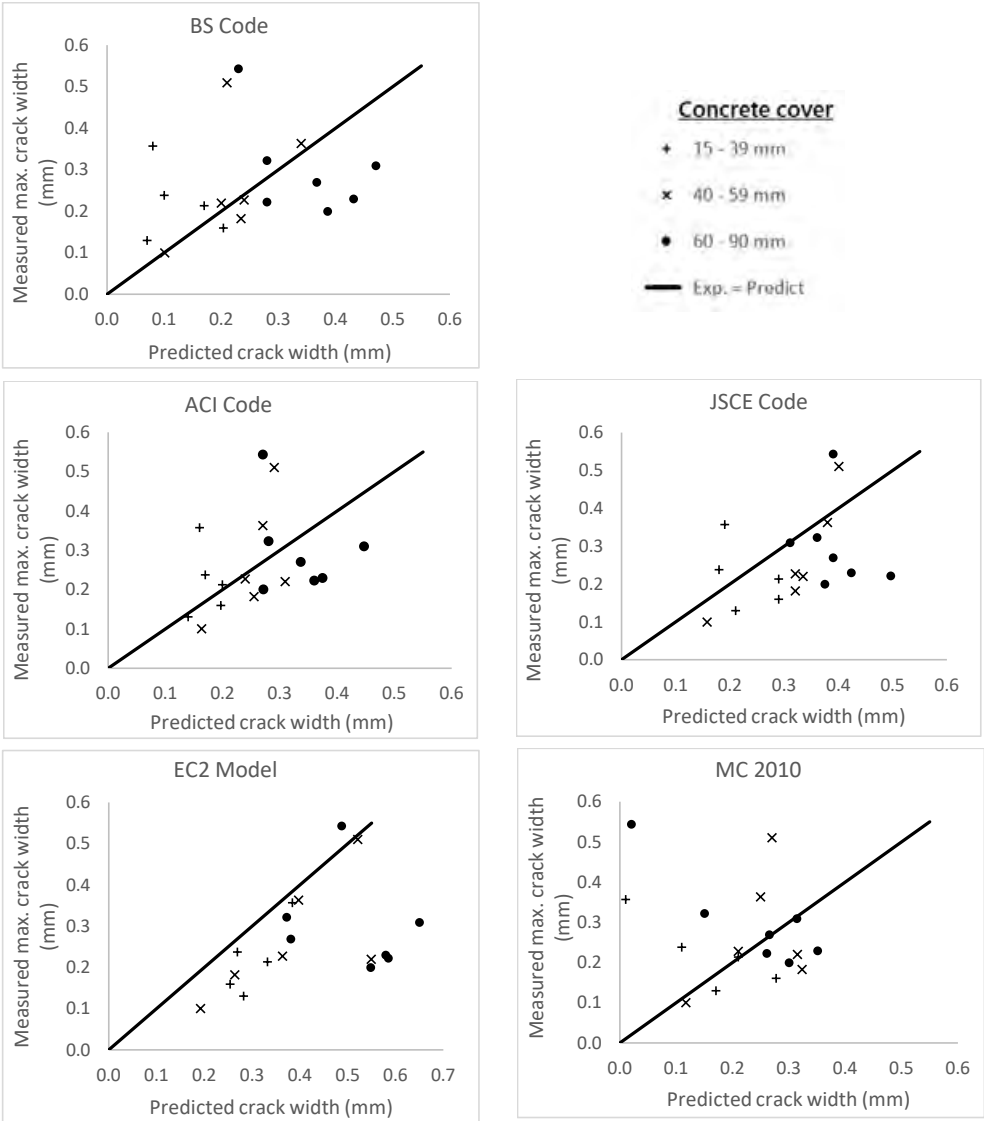 BS Code
Measured max. crack width
(mm)
0.6
0.5
0.4
0.3
0.2
0.1
0.0
0.0 0.1 0.2 0.3 0.4 0.5 0.6
Predicted crack width (mm)
Concrete cover
15 - 39 mm
40 - 59 mm
60 - 90 mm
Exp. = Predict
ACI Code
Measured max. crack width
(mm)
0.6
0.5
0.4
0.3
0.2
0.1
0.0
0.0 0.1 0.2 0.3 0.4 0.5 0.6
Predicted crack width (mm)
JSCE Code
Measured max. crack width
(mm)
0.6
0.5
0.4
0.3
0.2
0.1
0.0
0.0 0.1 0.2 0.3 0.4 0.5 0.6
Predicted crack width (mm)
EC2 Model
Measured max. crack width
(mm)
0.6
0.5
0.4
0.3
0.2
0.1
0.0
0.0 0.1 0.2 0.3 0.4 0.5 0.6 0.7
Predicted crack width (mm)
MC 2010
Measured max. crack width
(mm)
0.6
0.5
0.4
0.3
0.2
0.1
0.0
0.0 0.1 0.2 0.3 0.4 0.5 0.6
Predicted crack width (mm)